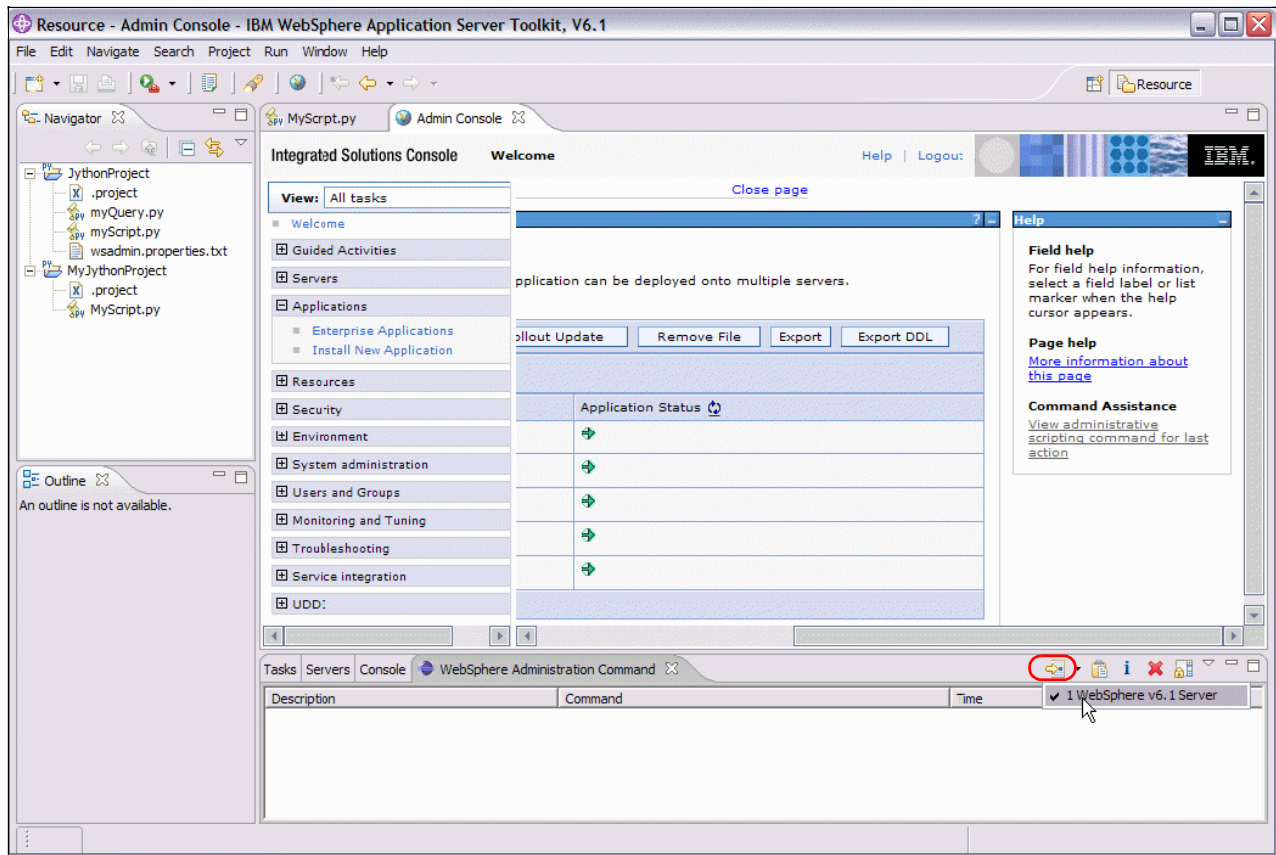 Resource - Admin Console - IBM WebSphere Application Server Toolkit, V6.1
File Edit Navigate Search Project Run Window Help
Resource
Navigator
JythonProject
.project
myQuery.py
myScript.py
wsadmin.properties.txt
MyJythonProject
.project
MyScript.py
Outline
An outline is not available.
MyScrpt.py
Admin Console
Integrated Solutions Console Welcome
Help | Logout
IBM.
View: All tasks
Welcome
Guided Activities
Servers
Applications
Enterprise Applications
Install New Application
Resources
Security
Environment
System administration
Users and Groups
Monitoring and Tuning
Troubleshooting
Service integration
UDDI
Close page
pplication can be deployed onto multiple servers.
ollout Update Remove File Export Export DDL
Application Status
Help
Field help
For field help information,
select a field label or list
marker when the help
cursor appears.
Page help
More information about
this page
Command Assistance
View administrative
scripting command for last
action
Tasks Servers Console WebSphere Administration Command
1 WebSphere v6.1 Server
Description Command Time